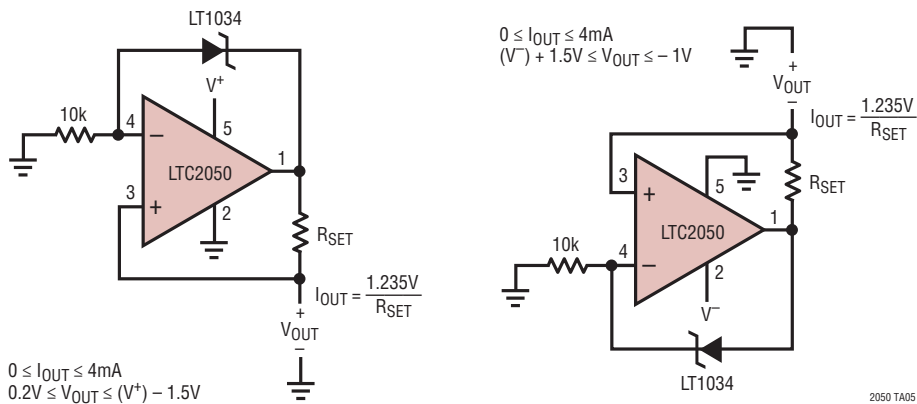 LT1034
V+
10k
4
–
5
LTC2050
1
3
+
2
RSET
IOUT = 1.235V / RSET
+
VOUT
–
0 ≤ IOUT ≤ 4mA
0.2V ≤ VOUT ≤ (V+) – 1.5V
0 ≤ IOUT ≤ 4mA
(V–) + 1.5V ≤ VOUT ≤ – 1V
+
VOUT
–
IOUT = 1.235V / RSET
3
+
5
RSET
LTC2050
1
10k
4
–
2
V–
LT1034
2050 TA05